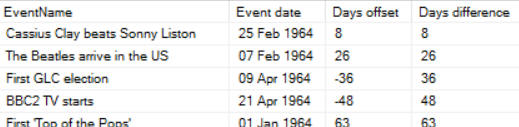 EventName Event date Days offset Days difference
Cassius Clay beats Sonny Liston 25 Feb 1964 8 8
The Beatles arrive in the US 07 Feb 1964 26 26
First GLC election 09 Apr 1964 -36 36
BBC2 TV starts 21 Apr 1964 -48 48
First 'Top of the Pops' 01 Jan 1964 63 63